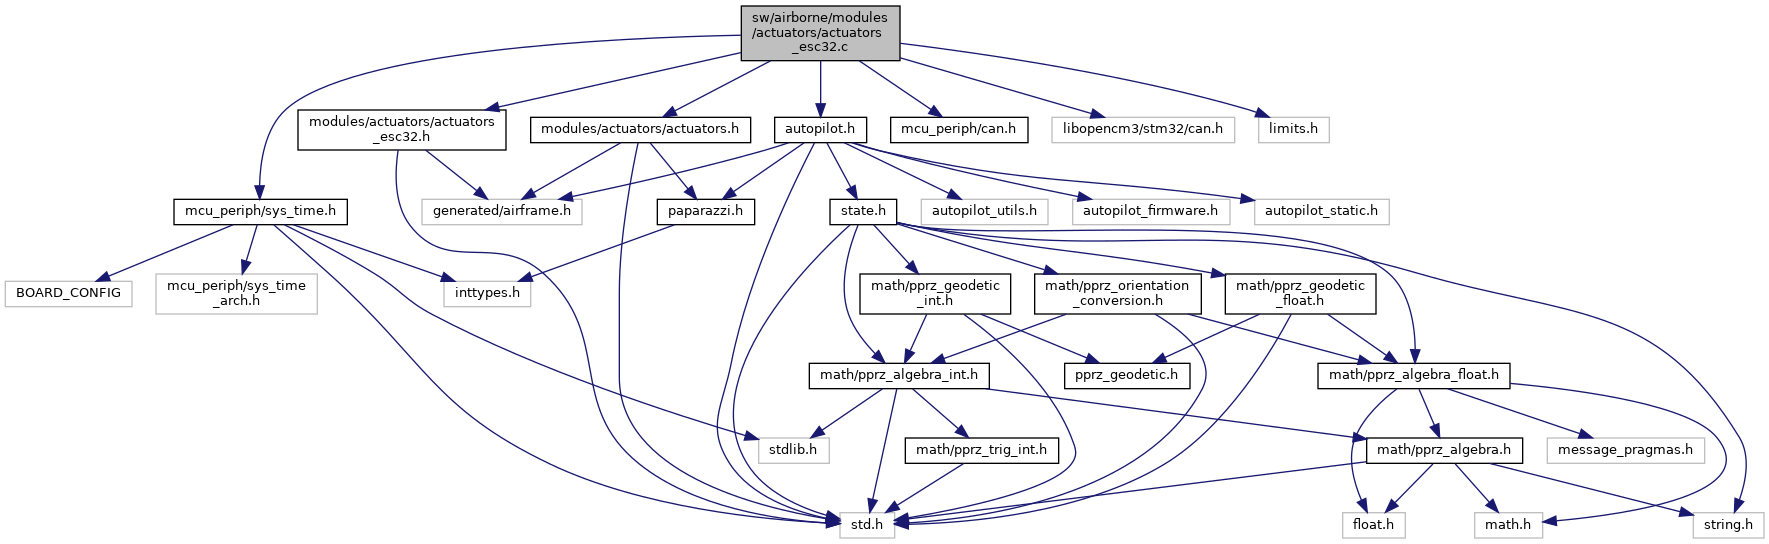 sw/airborne/modules
/actuators/actuators
_esc32.c
modules/actuators/actuators
_esc32.h
modules/actuators/actuators.h
autopilot.h
mcu_periph/can.h
libopencm3/stm32/can.h
limits.h
mcu_periph/sys_time.h
generated/airframe.h
paparazzi.h
state.h
autopilot_utils.h
autopilot_firmware.h
autopilot_static.h
BOARD_CONFIG
mcu_periph/sys_time
_arch.h
inttypes.h
math/pprz_geodetic
_int.h
math/pprz_orientation
_conversion.h
math/pprz_geodetic
_float.h
math/pprz_algebra_int.h
pprz_geodetic.h
math/pprz_algebra_float.h
stdlib.h
math/pprz_trig_int.h
math/pprz_algebra.h
message_pragmas.h
std.h
float.h
math.h
string.h